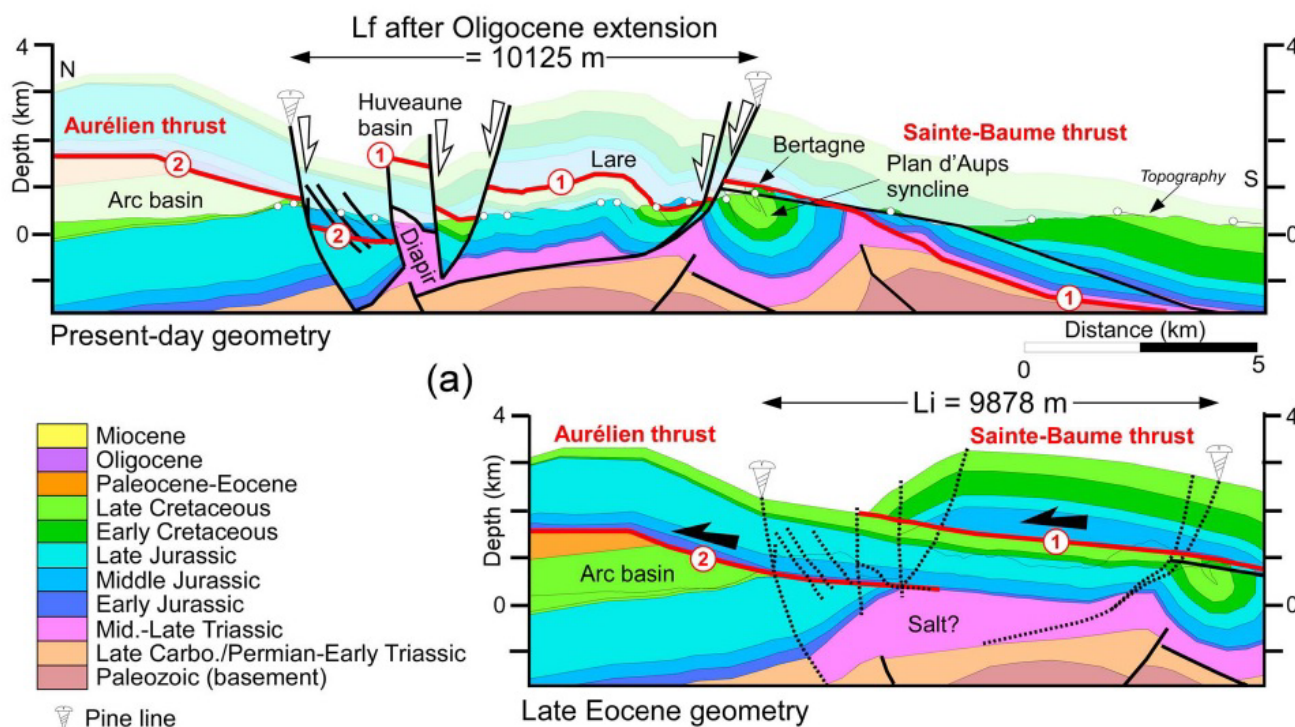 Lf after Oligocene extension
= 10125 m
4
4
N
Huveaune
basin
Aurélien thrust
Sainte-Baume thrust
Depth (km)
2
1
Bertagne
Lare
1
Plan d'Aups
syncline
Topography
S
Arc basin
0
0
2
Diapir
1
Present-day geometry
Distance (km)
0
5
(a)
Li = 9878 m
4
4
Aurélien thrust
Sainte-Baume thrust
Depth (km)
1
2
Arc basin
0
0
Salt?
Late Eocene geometry
Miocene
Oligocene
Paleocene-Eocene
Late Cretaceous
Early Cretaceous
Late Jurassic
Middle Jurassic
Early Jurassic
Mid.-Late Triassic
Late Carbo./Permian-Early Triassic
Paleozoic (basement)
Pine line